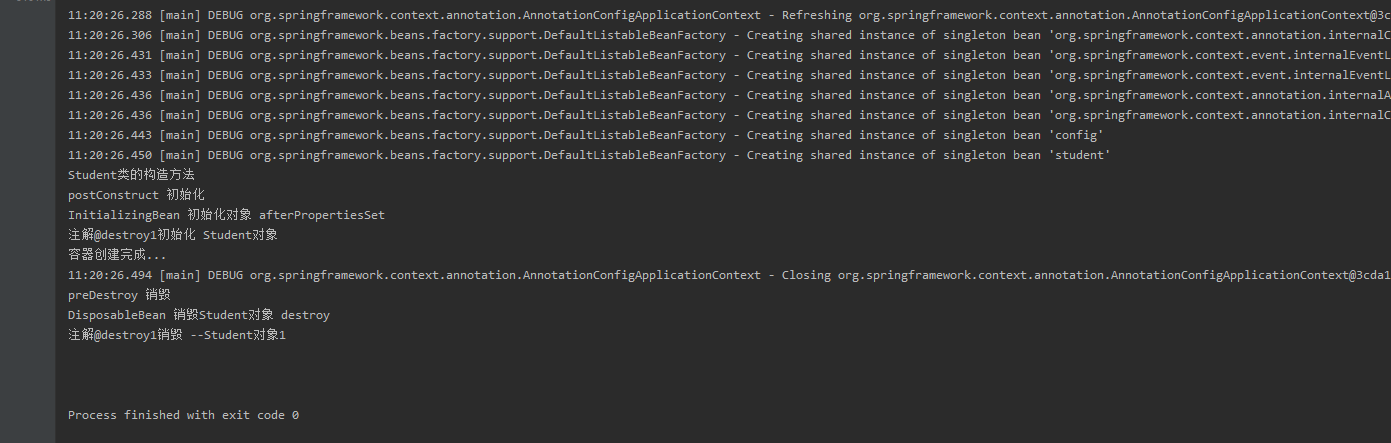 11:20:26.288 [main] DEBUG org.springframework.context.annotation.AnnotationConfigApplicationContext - Refreshing org.springframework.context.annotation.AnnotationConfigApplicationContext@3c
11:20:26.306 [main] DEBUG org.springframework.beans.factory.support.DefaultListableBeanFactory - Creating shared instance of singleton bean 'org.springframework.context.annotation.internalC
11:20:26.431 [main] DEBUG org.springframework.beans.factory.support.DefaultListableBeanFactory - Creating shared instance of singleton bean 'org.springframework.context.event.internalEventL
11:20:26.433 [main] DEBUG org.springframework.beans.factory.support.DefaultListableBeanFactory - Creating shared instance of singleton bean 'org.springframework.context.event.internalEventL
11:20:26.436 [main] DEBUG org.springframework.beans.factory.support.DefaultListableBeanFactory - Creating shared instance of singleton bean 'org.springframework.context.annotation.internalA
11:20:26.436 [main] DEBUG org.springframework.beans.factory.support.DefaultListableBeanFactory - Creating shared instance of singleton bean 'org.springframework.context.annotation.internalC
11:20:26.443 [main] DEBUG org.springframework.beans.factory.support.DefaultListableBeanFactory - Creating shared instance of singleton bean 'config'
11:20:26.450 [main] DEBUG org.springframework.beans.factory.support.DefaultListableBeanFactory - Creating shared instance of singleton bean 'student'
Student类的构造方法
postConstruct 初始化
InitializingBean 初始化对象 afterPropertiesSet
注解@destroy1初始化 Student对象
容器创建完成...
11:20:26.494 [main] DEBUG org.springframework.context.annotation.AnnotationConfigApplicationContext - Closing org.springframework.context.annotation.AnnotationConfigApplicationContext@3cda1
preDestroy 销毁
DisposableBean 销毁Student对象 destroy
注解@destroy1销毁 --Student对象1
Process finished with exit code 0